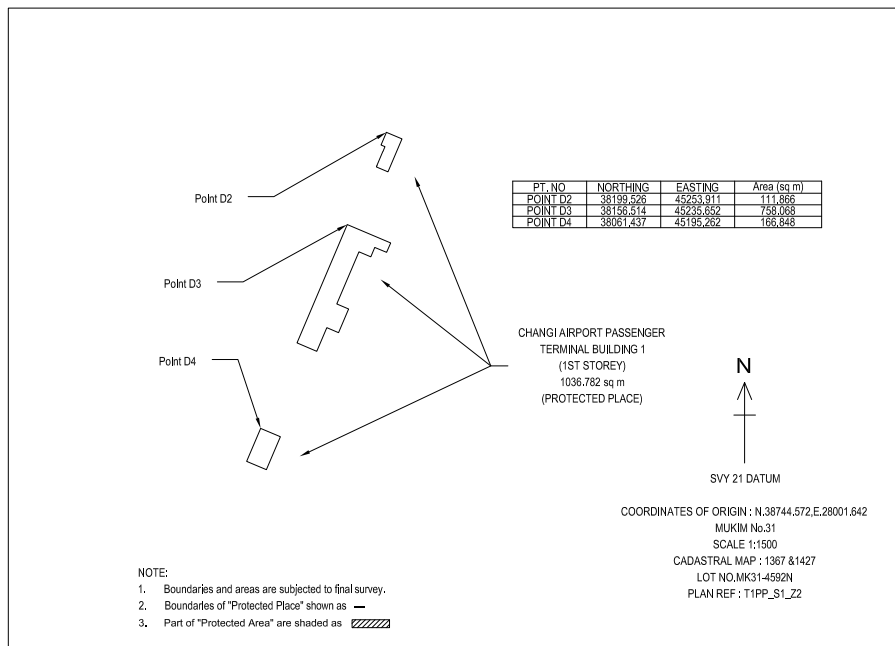 Point D2
PT. NO NORTHING EASTING Area (sq m)
POINT D2 38199.526 45253.911 111.866
POINT D3 38156.514 45235.652 758.068
POINT D4 38061.437 45195.262 166.848
Point D3
Point D4
CHANGI AIRPORT PASSENGER
TERMINAL BUILDING 1
(1ST STOREY)
1036.782 sq m
(PROTECTED PLACE)
N
SVY 21 DATUM
COORDINATES OF ORIGIN : N.38744.572,E.28001.642
MUKIM No.31
SCALE 1:1500
CADASTRAL MAP : 1367 &1427
LOT NO.MK31-4592N
PLAN REF : T1PP_S1_Z2
NOTE:
1. Boundaries and areas are subjected to final survey.
2. Boundaries of "Protected Place" shown as
3. Part of "Protected Area" are shaded as